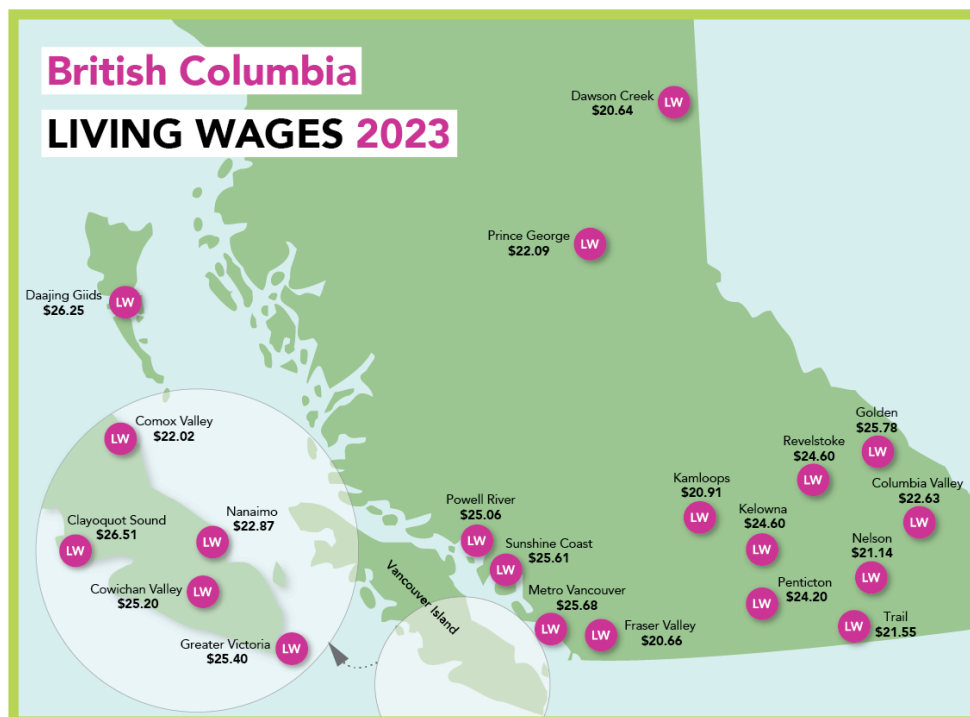 British Columbia
LIVING WAGES 2023
Dawson Creek
$20.64
LW
Prince George
$22.09
LW
Daajing Giids
$26.25
LW
Comox Valley
$22.02
LW
Clayoquot Sound
$26.51
LW
Nanaimo
$22.87
LW
Cowichan Valley
$25.20
LW
Greater Victoria
$25.40
LW
Vancouver Island
Powell River
$25.06
LW
Sunshine Coast
$25.61
LW
Metro Vancouver
$25.68
LW
Fraser Valley
$20.66
LW
Kamloops
$20.91
LW
Kelowna
$24.60
LW
Penticton
$24.20
LW
Revelstoke
$24.60
LW
Golden
$25.78
LW
Columbia Valley
$22.63
LW
Nelson
$21.14
LW
Trail
$21.55
LW